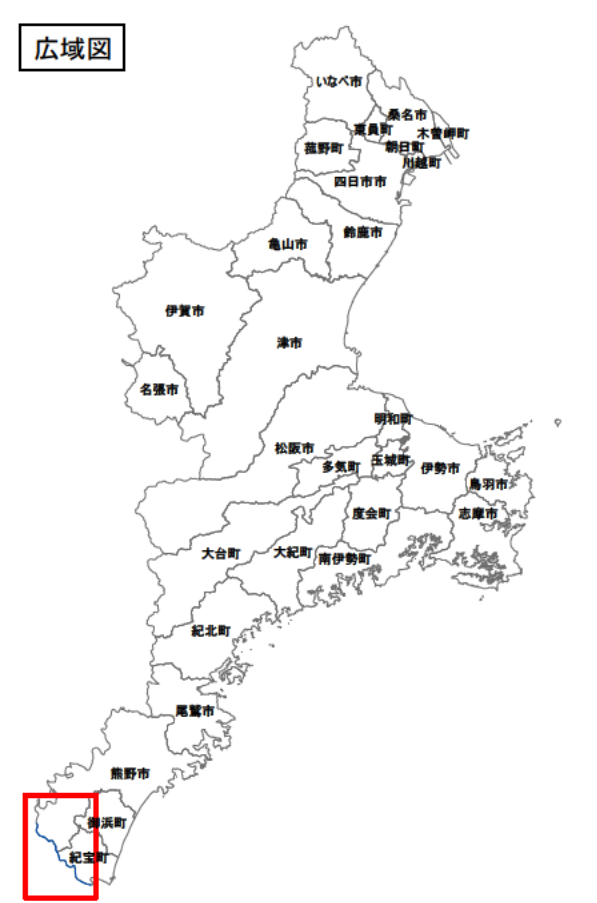 広域図
いなべ市
桑名市
東員町
木曽岬町
菰野町
朝日町
川越町
四日市市
鈴鹿市
亀山市
伊賀市
津市
名張市
明和町
松阪市
多気町
玉城町
伊勢市
鳥羽市
度会町
志摩市
大台町
大紀町
南伊勢町
紀北町
尾鷲市
熊野市
御浜町
紀宝町